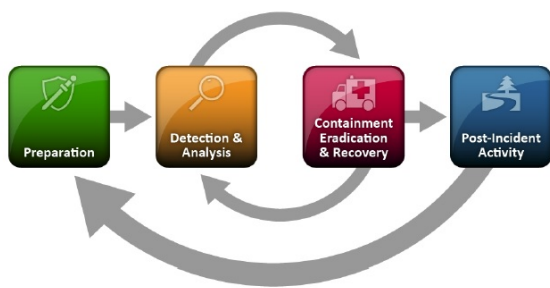 Preparation
Detection &
Analysis
Containment
Eradication
& Recovery
Post-Incident
Activity